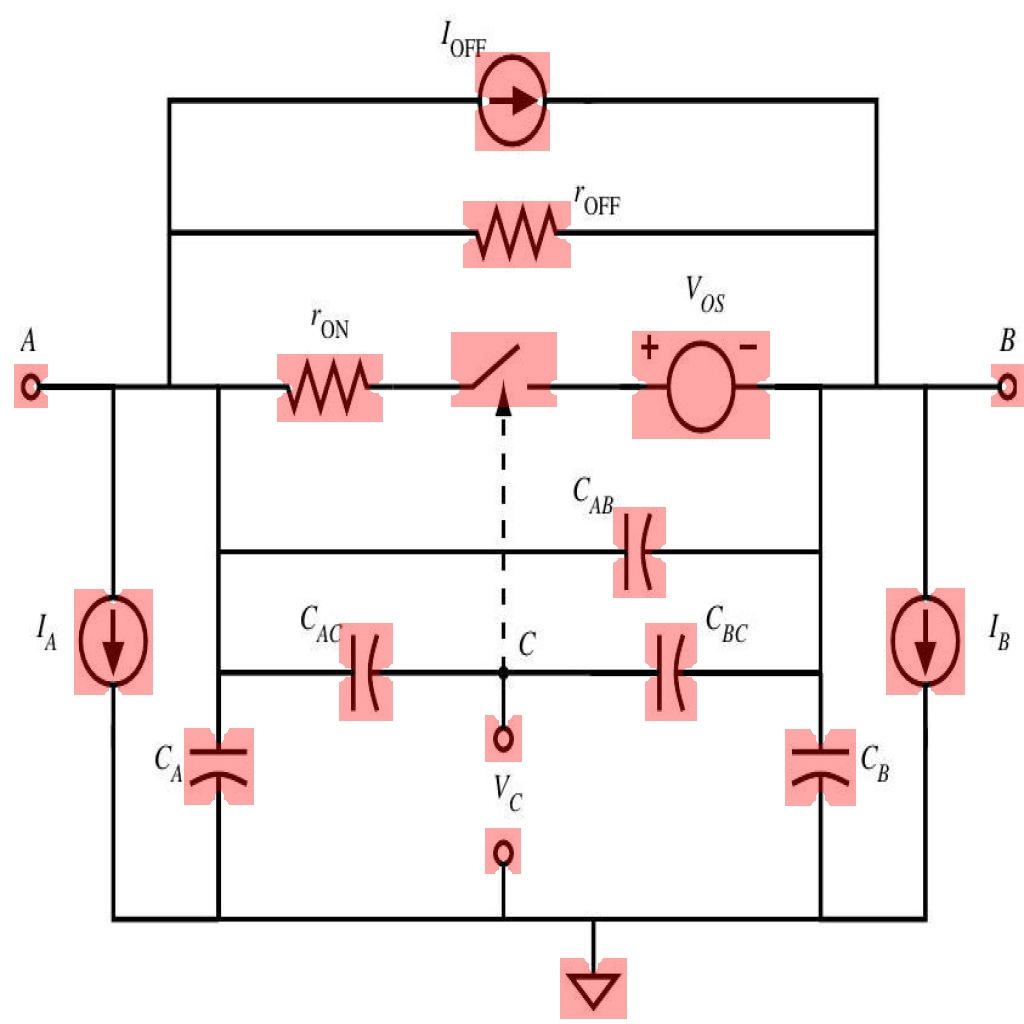 I_OFF
r_OFF
V_OS
r_ON
+ −
A
B
C_AB
C_AC
C
C_BC
I_A
I_B
C_A
V_C
C_B